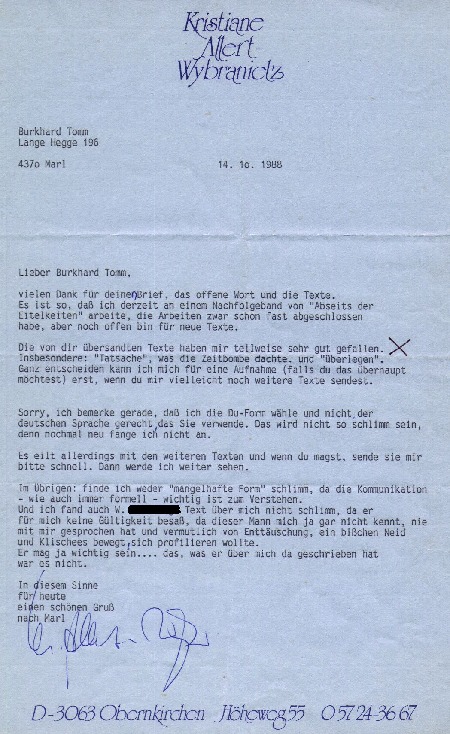 Kristiane
Allert
Wybranietz
Burkhard Tomm
Lange Hegge 196
437o Marl 14. 1o. 1988
Lieber Burkhard Tomm,
vielen Dank für deinen Brief, das offene Wort und die Texte.
Es ist so, daß ich derzeit an einem Nachfolgeband von "Abseits der
Eitelkeiten" arbeite, die Arbeiten zwar schon fast abgeschlossen
habe, aber noch offen bin für neue Texte.
Die von dir übersandten Texte haben mir teilweise sehr gut gefallen.
Insbesondere: "Tatsache", was die Zeitbombe dachte. und "überlegen".
Ganz entscheiden kann ich mich für eine Aufnahme (falls du das überhaupt
möchtest) erst, wenn du mir vielleicht noch weitere Texte sendest.
Sorry, ich bemerke gerade, daß ich die Du-Form wähle und nicht,der
deutschen Sprache gerecht,das Sie verwende. Das wird nicht so schlimm sein,
denn nochmal neu fange ich nicht an.
Es eilt allerdings mit den weiteren Texten und wenn du magst, sende sie mir
bitte schnell. Dann werde ich weiter sehen.
Im Übrigen: finde ich weder "mangelhafte Form" schlimm, da die Kommunikation
- wie auch immer formell - wichtig ist zum Verstehen.
Und ich fand auch W. Text über mich nicht schlimm, da er
für mich keine Gültigkeit besaß, da dieser Mann mich ja gar nicht kennt, nie
mit mir gesprochen hat und vermutlich von Enttäuschung, ein bißchen Neid
und Klischees bewegt,sich profilieren wollte.
Er mag ja wichtig sein.... das, was er über mich da geschrieben hat
war es nicht.
In diesem Sinne
für heute
einen schönen Gruß
nach Marl
D-3063 Obernkirchen Höheweg 55 0 57 24-36 67